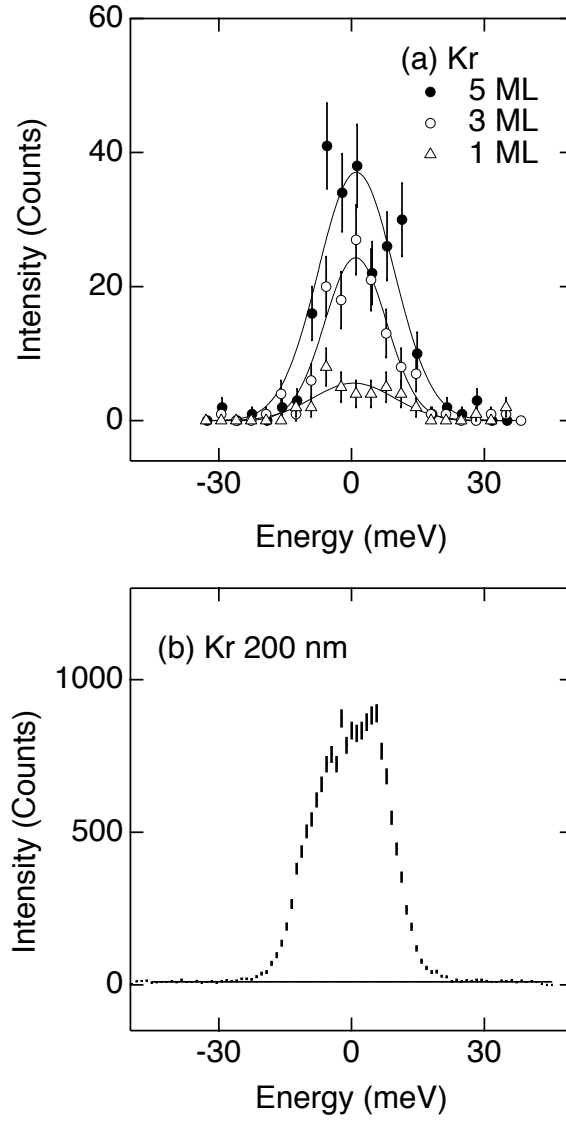 60
(a) Kr
5 ML
3 ML
1 ML
40
20
0
Intensity (Counts)
-30 0 30
Energy (meV)
(b) Kr 200 nm
1000
500
0
Intensity (Counts)
-30 0 30
Energy (meV)